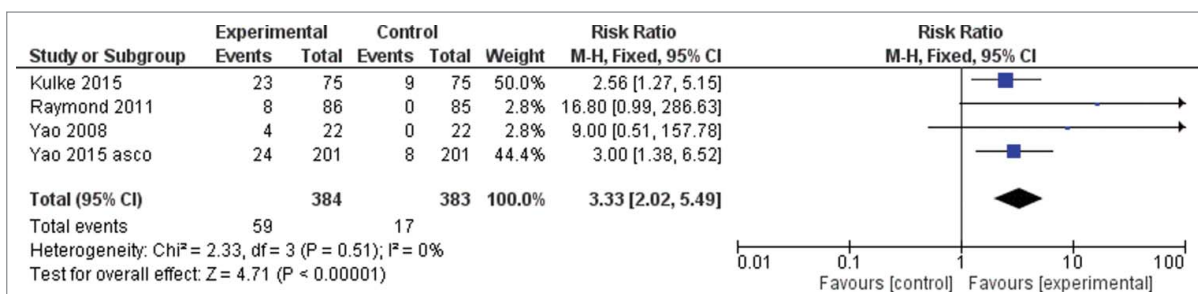 Experimental Control Risk Ratio Risk Ratio
Study or Subgroup Events Total Events Total Weight M-H, Fixed, 95% CI M-H, Fixed, 95% CI
Kulke 2015 23 75 9 75 50.0% 2.56 [1.27, 5.15]
Raymond 2011 8 86 0 85 2.8% 16.80 [0.99, 286.63]
Yao 2008 4 22 0 22 2.8% 9.00 [0.51, 157.78]
Yao 2015 asco 24 201 8 201 44.4% 3.00 [1.38, 6.52]
Total (95% CI) 384 383 100.0% 3.33 [2.02, 5.49]
Total events 59 17
Heterogeneity: Chi² = 2.33, df = 3 (P = 0.51); I² = 0%
Test for overall effect: Z = 4.71 (P < 0.00001)
0.01 0.1 1 10 100
Favours [control] Favours [experimental]